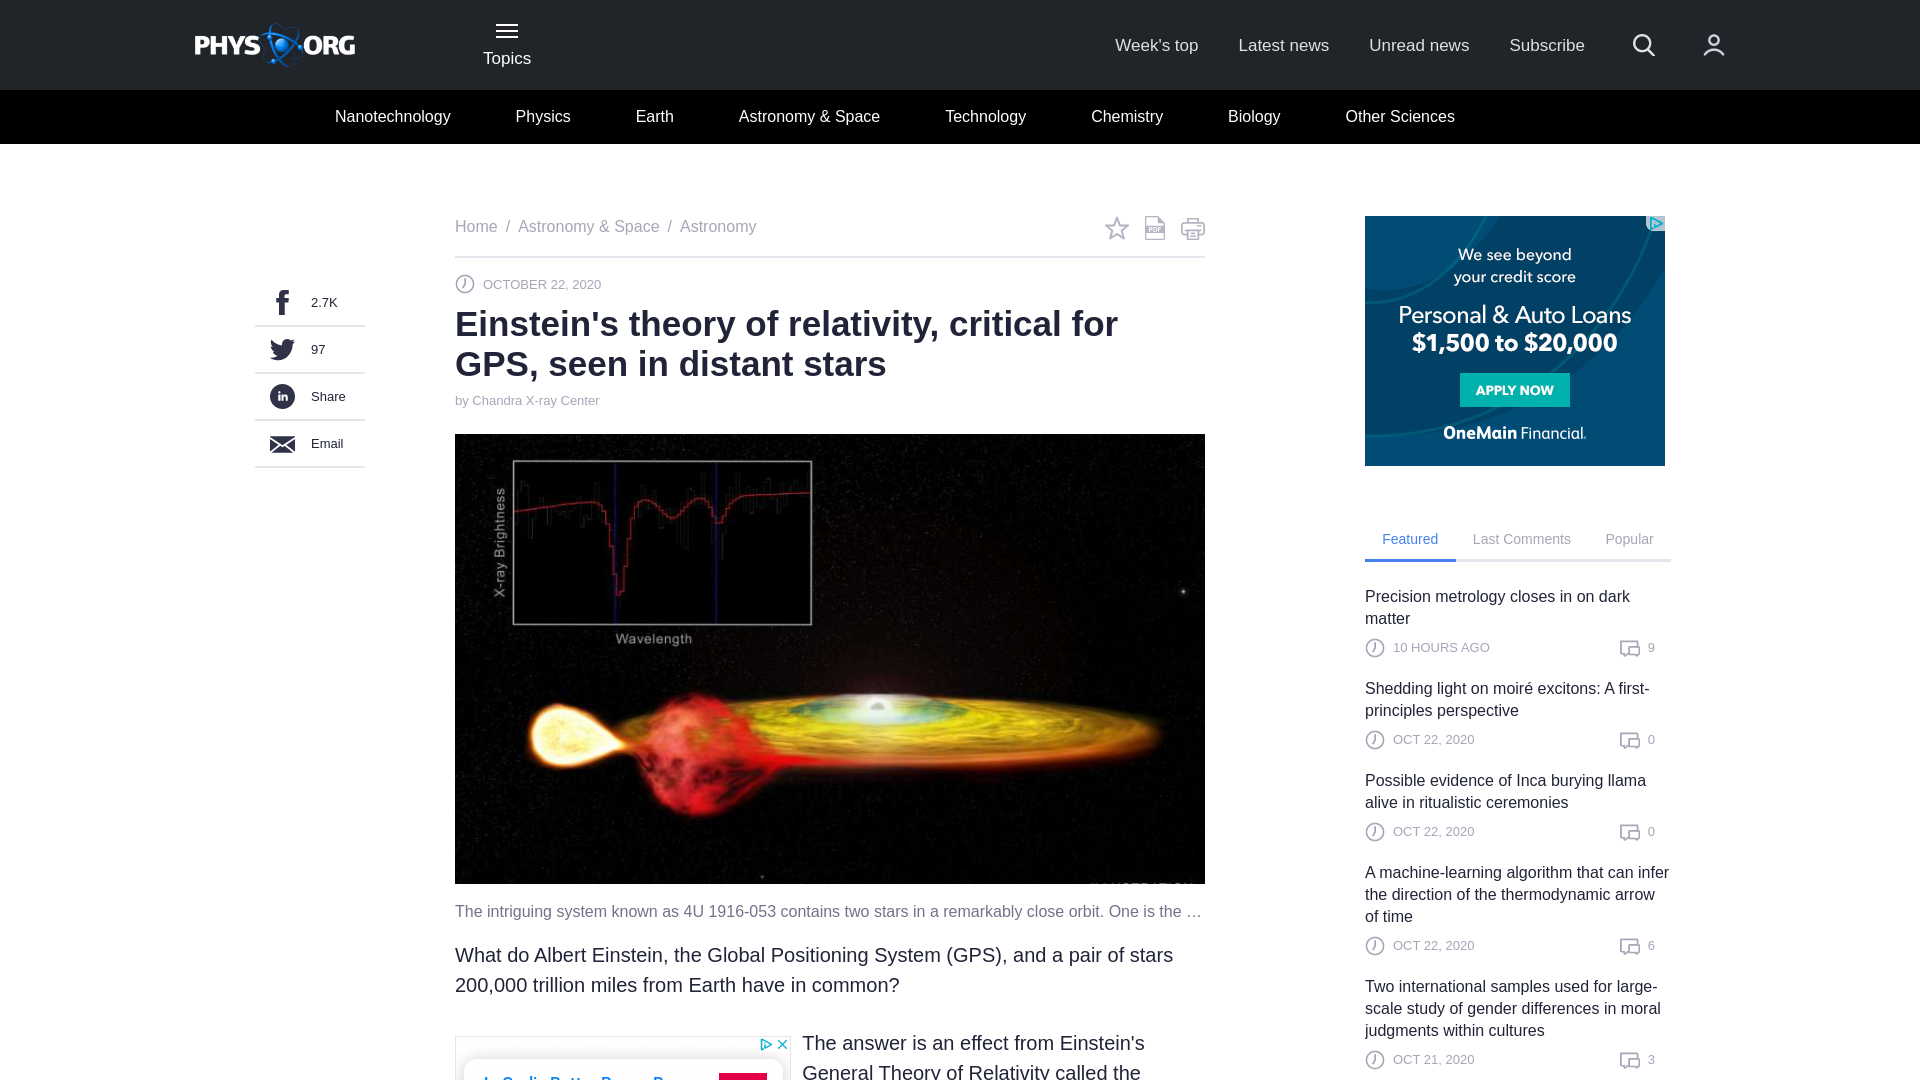 PHYS ORG
Topics
Week's top
Latest news
Unread news
Subscribe
Nanotechnology
Physics
Earth
Astronomy & Space
Technology
Chemistry
Biology
Other Sciences
Home / Astronomy & Space / Astronomy
PDF
2.7K
97
in Share
Email
OCTOBER 22, 2020
Einstein's theory of relativity, critical for
GPS, seen in distant stars
by Chandra X-ray Center
X-ray Brightness
Wavelength
The intriguing system known as 4U 1916-053 contains two stars in a remarkably close orbit. One is the …
What do Albert Einstein, the Global Positioning System (GPS), and a pair of stars
200,000 trillion miles from Earth have in common?
The answer is an effect from Einstein's
General Theory of Relativity called the
We see beyond
your credit score
Personal & Auto Loans
$1,500 to $20,000
APPLY NOW
OneMain Financial.
Featured
Last Comments
Popular
Precision metrology closes in on dark
matter
10 HOURS AGO
9
Shedding light on moiré excitons: A first-
principles perspective
OCT 22, 2020
0
Possible evidence of Inca burying llama
alive in ritualistic ceremonies
OCT 22, 2020
0
A machine-learning algorithm that can infer
the direction of the thermodynamic arrow
of time
OCT 22, 2020
6
Two international samples used for large-
scale study of gender differences in moral
judgments within cultures
OCT 21, 2020
3